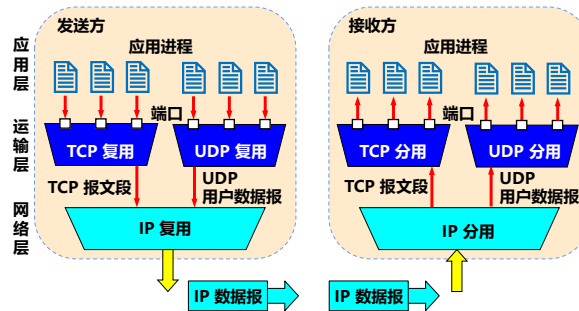 发送方
应用进程
应用层
端口
TCP 复用
UDP 复用
运输层
TCP 报文段
UDP
用户数据报
网络层
IP 复用
IP 数据报
接收方
应用进程
端口
TCP 分用
UDP 分用
TCP 报文段
UDP
用户数据报
IP 分用
IP 数据报